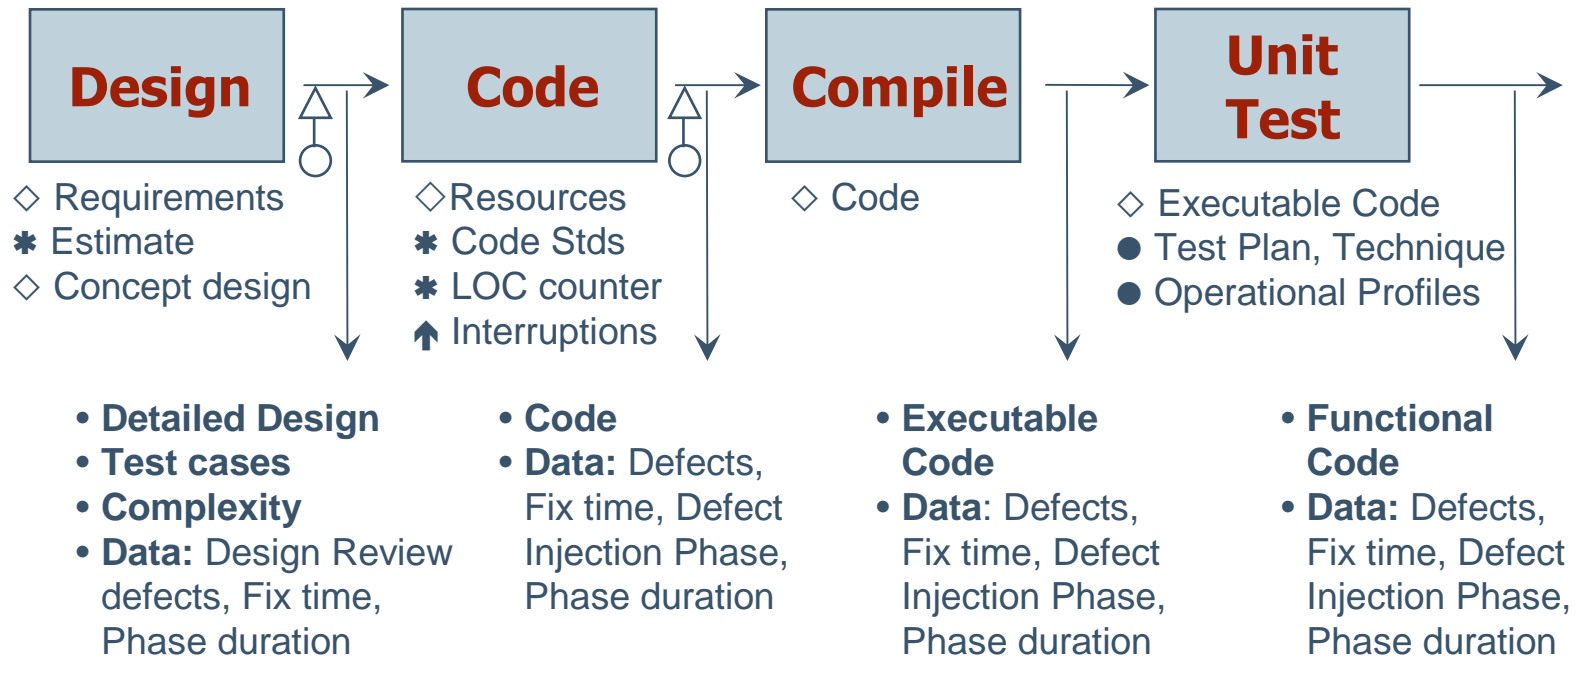 Design
Code
Compile
Unit
Test
◇ Requirements
✱ Estimate
◇ Concept design
◇ Resources
✱ Code Stds
✱ LOC counter
↑ Interruptions
◇ Code
◇ Executable Code
● Test Plan, Technique
● Operational Profiles
• Detailed Design
• Test cases
• Complexity
• Data: Design Review
defects, Fix time,
Phase duration
• Code
• Data: Defects,
Fix time, Defect
Injection Phase,
Phase duration
• Executable
Code
• Data: Defects,
Fix time, Defect
Injection Phase,
Phase duration
• Functional
Code
• Data: Defects,
Fix time, Defect
Injection Phase,
Phase duration